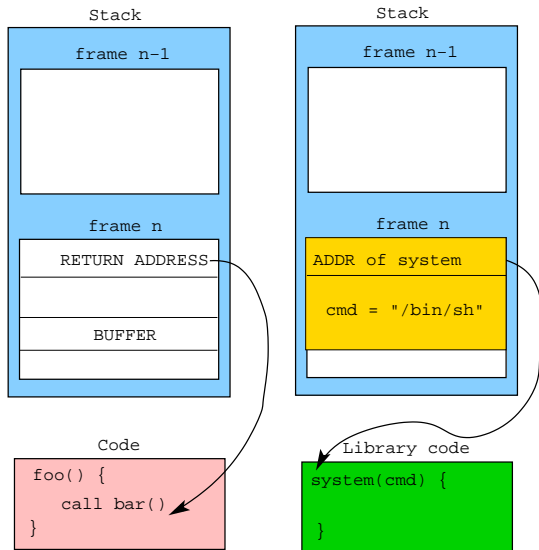 Stack
frame n-1
frame n
RETURN ADDRESS
BUFFER
Code
foo() {
call bar()
}
Stack
frame n-1
frame n
ADDR of system
cmd = "/bin/sh"
Library code
system(cmd) {
}